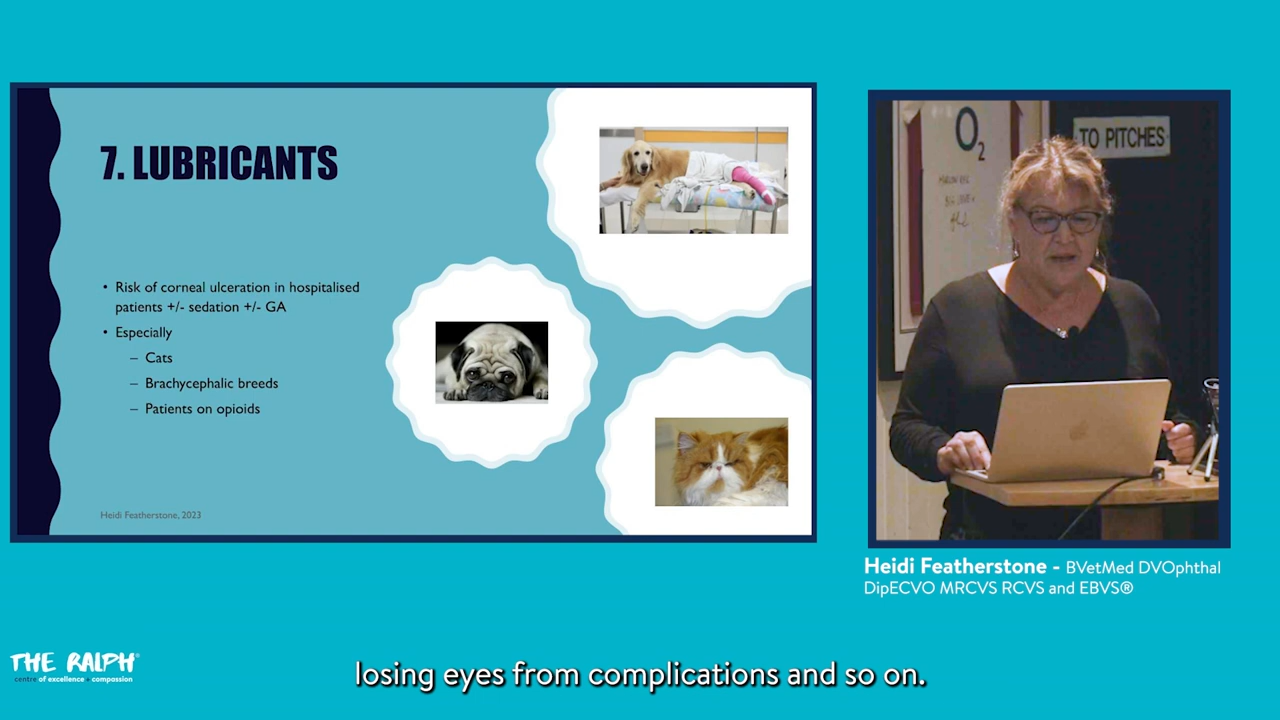 7. LUBRICANTS
• Risk of corneal ulceration in hospitalised
patients +/- sedation +/- GA
• Especially
– Cats
– Brachycephalic breeds
– Patients on opioids
Heidi Featherstone, 2023
O2
TO PITCHES
Heidi Featherstone - BVetMed DVOphthal
DipECVO MRCVS RCVS and EBVS®
THE RALPH®
centre of excellence + compassion
losing eyes from complications and so on.